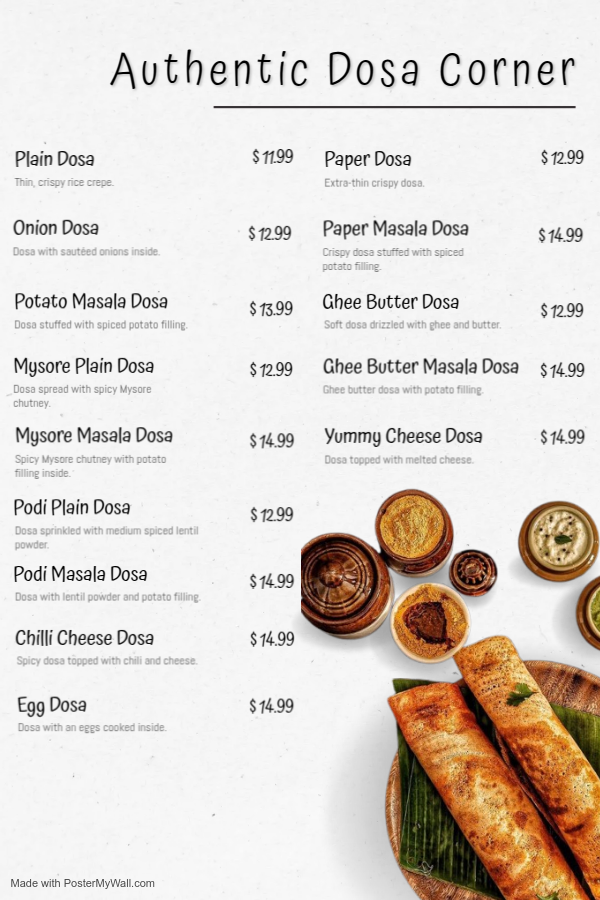 Authentic Dosa Corner
Plain Dosa $ 11.99
Thin, crispy rice crepe.
Onion Dosa $ 12.99
Dosa with sautéed onions inside.
Potato Masala Dosa $ 13.99
Dosa stuffed with spiced potato filling.
Mysore Plain Dosa $ 12.99
Dosa spread with spicy Mysore
chutney.
Mysore Masala Dosa $ 14.99
Spicy Mysore chutney with potato
filling inside.
Podi Plain Dosa $ 12.99
Dosa sprinkled with medium spiced lentil
powder.
Podi Masala Dosa $ 14.99
Dosa with lentil powder and potato filling.
Chilli Cheese Dosa $ 14.99
Spicy dosa topped with chili and cheese.
Egg Dosa $ 14.99
Dosa with an eggs cooked inside.
Paper Dosa $ 12.99
Extra-thin crispy dosa.
Paper Masala Dosa $ 14.99
Crispy dosa stuffed with spiced
potato filling.
Ghee Butter Dosa $ 12.99
Soft dosa drizzled with ghee and butter.
Ghee Butter Masala Dosa $ 14.99
Ghee butter dosa with potato filling.
Yummy Cheese Dosa $ 14.99
Dosa topped with melted cheese.
Made with PosterMyWall.com